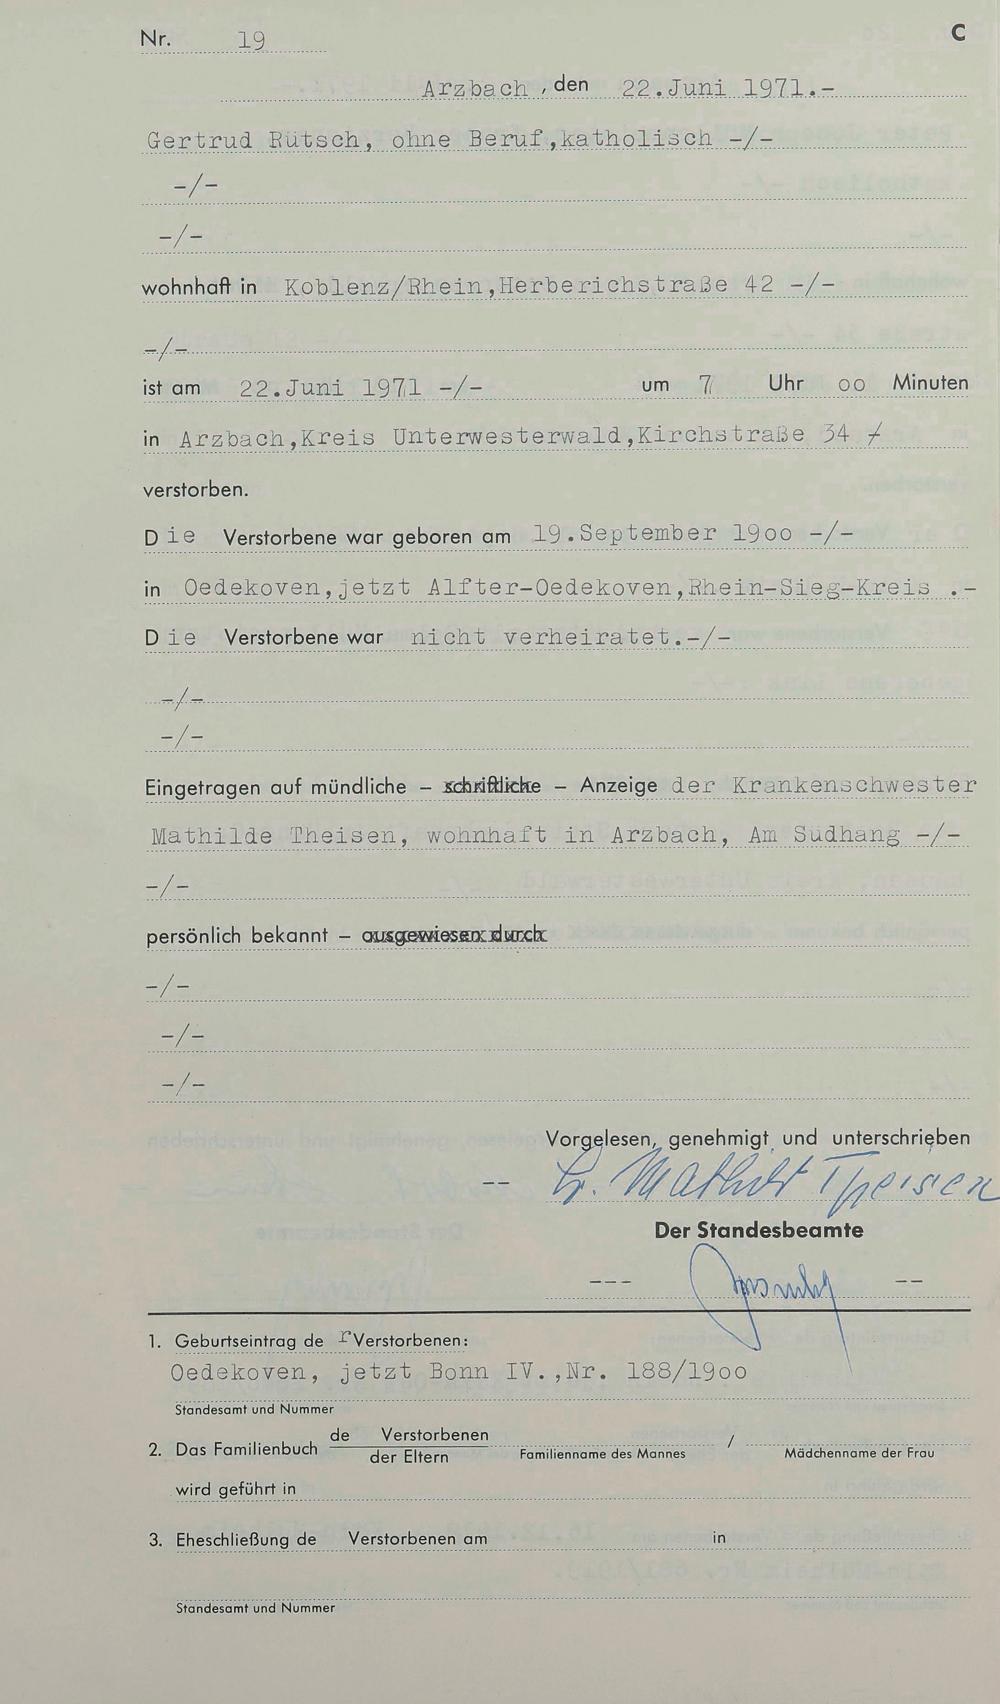 Nr. 19 C
Arzbach, den 22.Juni 1971.-
Gertrud Rütsch, ohne Beruf,katholisch -/-
-/-
-/-
wohnhaft in Koblenz/Rhein,Herberichstraße 42 -/-
-/-
ist am 22.Juni 1971 -/- um 7 Uhr oo Minuten
in Arzbach,Kreis Unterwesterwald,Kirchstraße 34 -/-
verstorben.
Die Verstorbene war geboren am 19.September 19oo -/-
in Oedekoven,jetzt Alfter-Oedekoven,Rhein-Sieg-Kreis .-
Die Verstorbene war nicht verheiratet.-/-
-/-
-/-
Eingetragen auf mündliche – schriftliche – Anzeige der Krankenschwester
Mathilde Theisen, wohnhaft in Arzbach, Am Südhang -/-
-/-
persönlich bekannt – ausgewiesen durch
-/-
-/-
-/-
Vorgelesen, genehmigt und unterschrieben
-- Mathilde Theisen
Der Standesbeamte
--- --
1. Geburtseintrag der Verstorbenen:
Oedekoven, jetzt Bonn IV.,Nr. 188/19oo
Standesamt und Nummer
2. Das Familienbuch de Verstorbenen / der Eltern /
Familienname des Mannes Mädchenname der Frau
wird geführt in
3. Eheschließung de Verstorbenen am in
Standesamt und Nummer